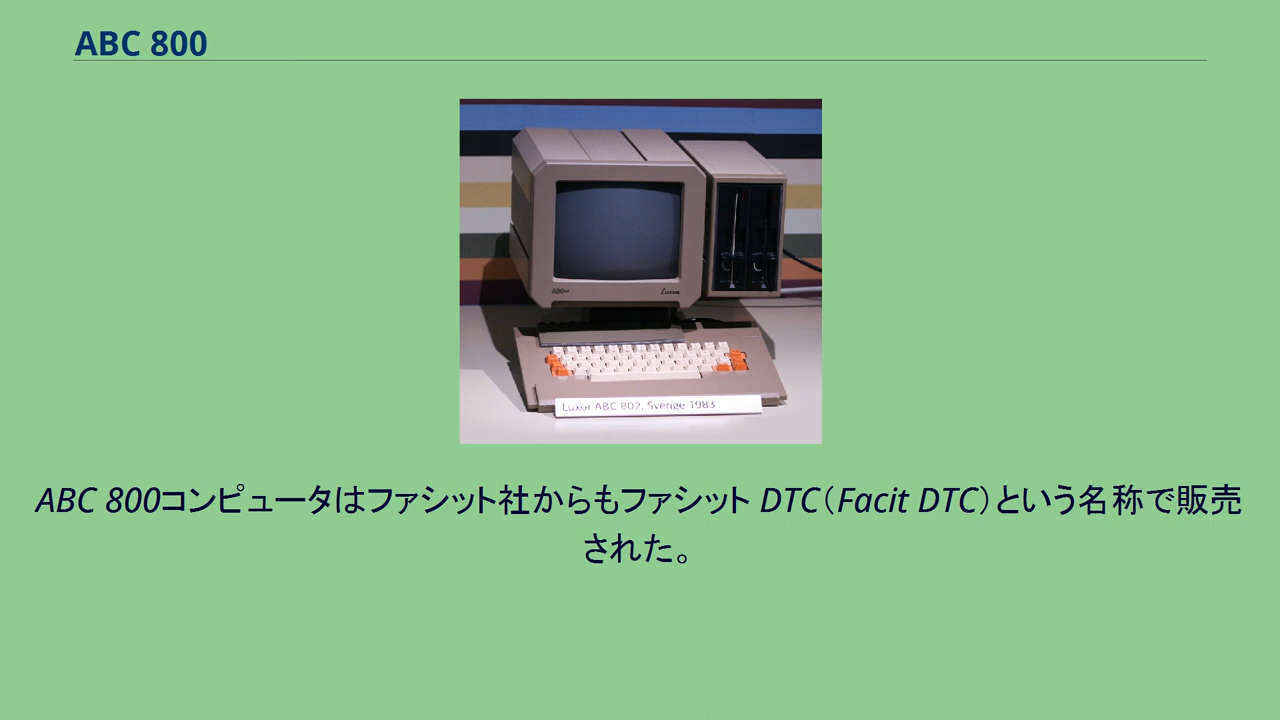 ABC 800
ABC
Luxor
Luxor ABC 802, Sverige 1983
ABC 800コンピュータはファシット社からもファシット DTC（Facit DTC）という名称で販売
された。